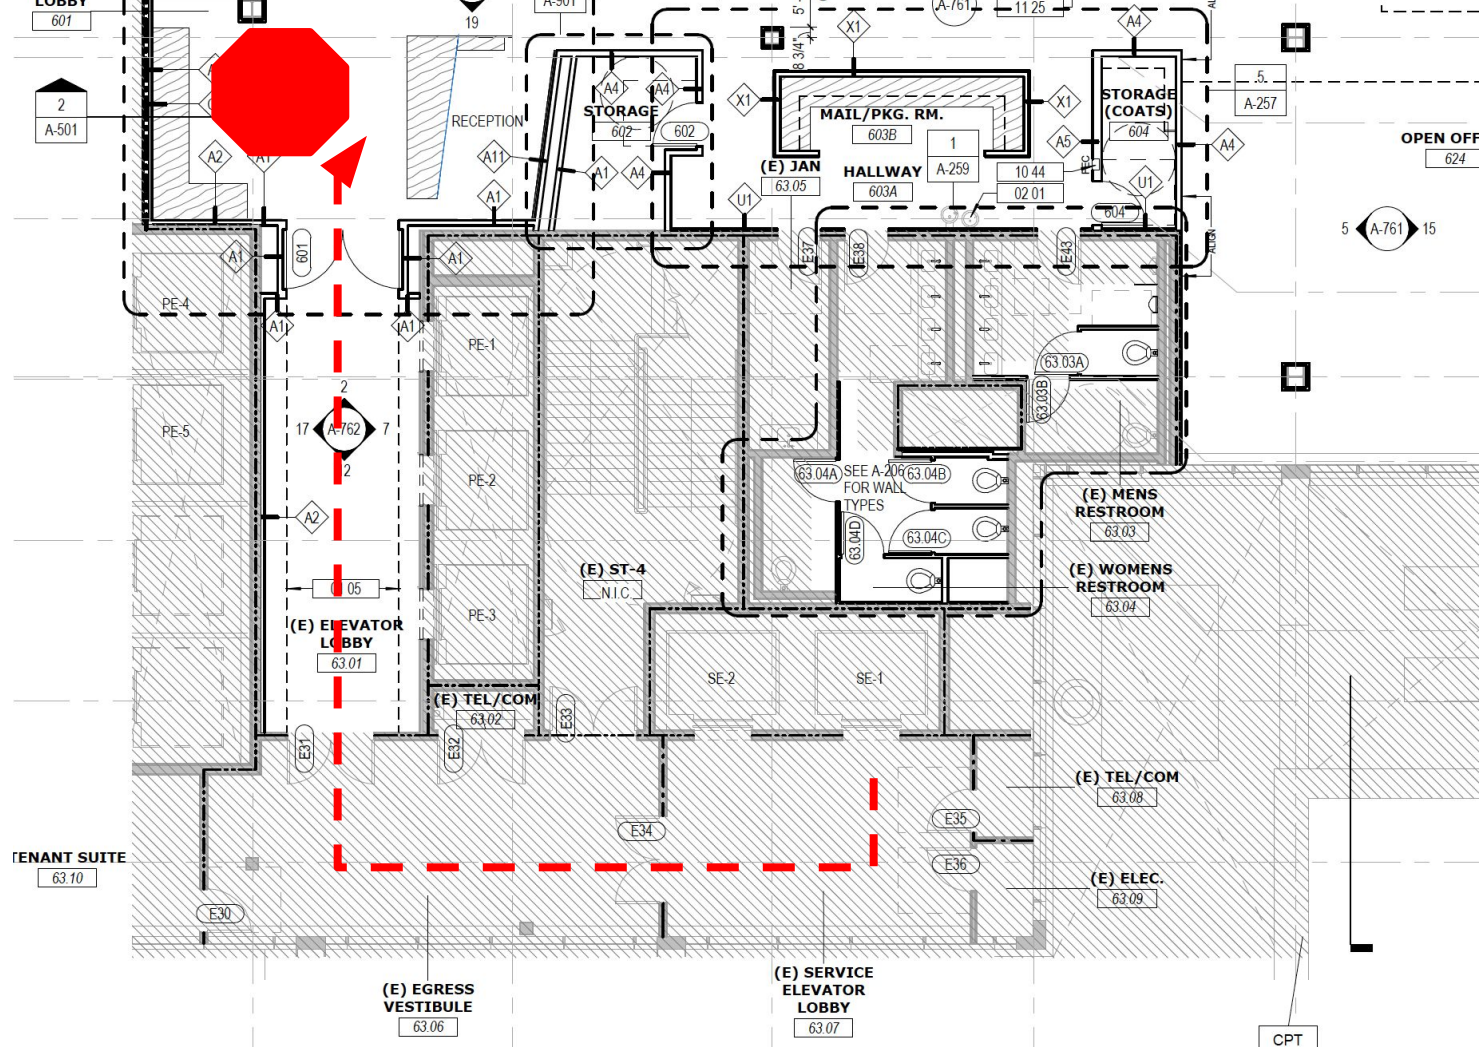 LOBBY
601
19
A-901
A-761
11 25
5'-
8 3/4"
X1
A4
2
A-501
RECEPTION
A4
A4
STORAGE
602
602
X1
MAIL/PKG. RM.
603B
X1
STORAGE
(COATS)
604
A5
FEC
A4
5
A-257
OPEN OFF
624
A2
A1
A11
A1
A4
A1
(E) JAN
63.05
HALLWAY
603A
1
A-259
10 44
02 01
U1
U1
604
5
A-761
15
ALIGN
A1
601
A1
E37
E38
E43
PE-4
A1
A1
PE-1
63.03A
63.03B
2
17
A-762
7
2
PE-5
PE-2
A2
63.04A
SEE A-206
FOR WALL
TYPES
63.04B
63.04C
63.04D
(E) MENS
RESTROOM
63.03
(E) ST-4
N.I.C.
(E) WOMENS
RESTROOM
63.04
05
PE-3
(E) ELEVATOR
LOBBY
63.01
SE-2
SE-1
(E) TEL/COM
63.02
E31
E32
E33
(E) TEL/COM
63.08
E34
E35
E36
TENANT SUITE
63.10
(E) ELEC.
63.09
E30
(E) EGRESS
VESTIBULE
63.06
(E) SERVICE
ELEVATOR
LOBBY
63.07
CPT